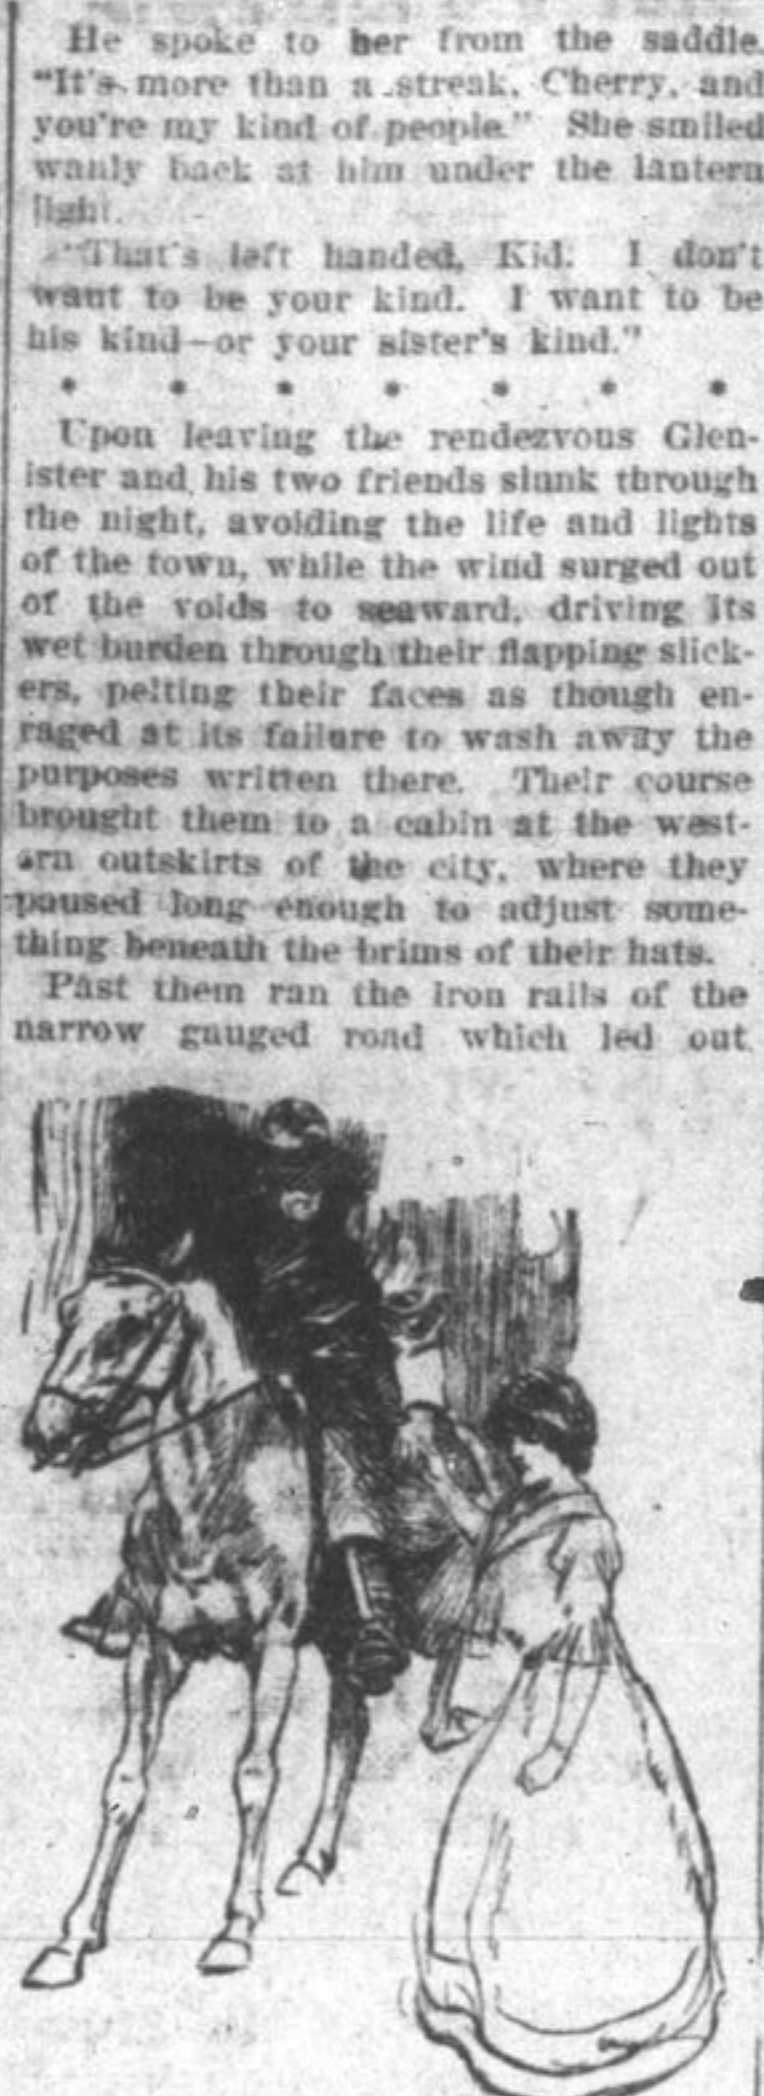 He spoke to her from the saddle.
"It's more than a streak, Cherry, and
you're my kind of people." She smiled
wanly back at him under the lantern
light.
"That's left handed, Kid. I don't
want to be your kind. I want to be
his kind—or your sister's kind."
* * * * * * *
Upon leaving the rendezvous Glen-
ister and his two friends slunk through
the night, avoiding the life and lights
of the town, while the wind surged out
of the voids to seaward, driving its
wet burden through their flapping slick-
ers, pelting their faces as though en-
raged at its failure to wash away the
purposes written there. Their course
brought them to a cabin at the west-
ern outskirts of the city, where they
paused long enough to adjust some-
thing beneath the brims of their hats.
Past them ran the iron rails of the
narrow gauged road which led out